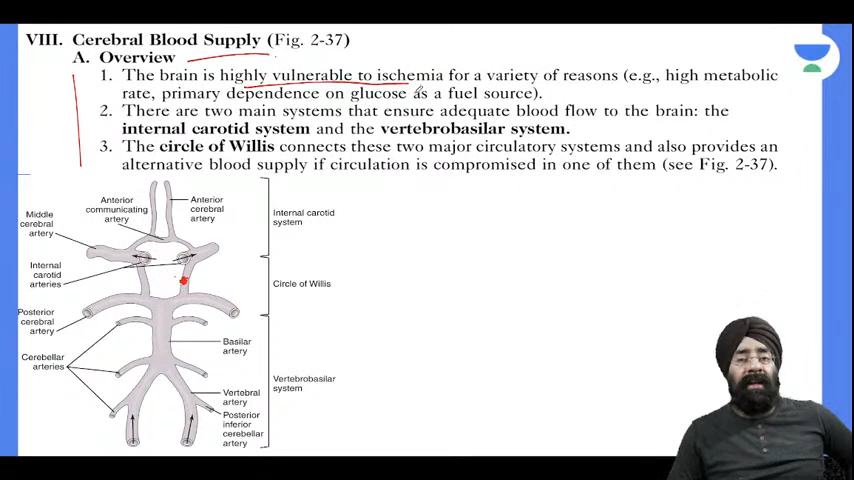 VIII. Cerebral Blood Supply (Fig. 2-37)
A. Overview
1. The brain is highly vulnerable to ischemia for a variety of reasons (e.g., high metabolic
rate, primary dependence on glucose as a fuel source).
2. There are two main systems that ensure adequate blood flow to the brain: the
internal carotid system and the vertebrobasilar system.
3. The circle of Willis connects these two major circulatory systems and also provides an
alternative blood supply if circulation is compromised in one of them (see Fig. 2-37).
Anterior
communicating
artery
Anterior
cerebral
artery
Middle
cerebral
artery
Internal carotid
system
Internal
carotid
arteries
Circle of Willis
Posterior
cerebral
artery
Basilar
artery
Cerebellar
arteries
Vertebrobasilar
system
Vertebral
artery
Posterior
inferior
cerebellar
artery